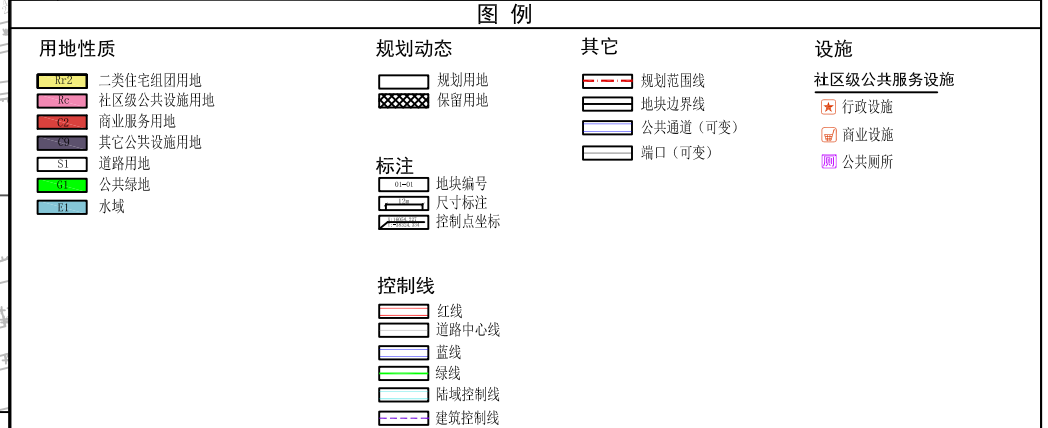 图 例
用地性质
Rr2 二类住宅组团用地
Rc 社区级公共设施用地
C2 商业服务用地
C9 其它公共设施用地
S1 道路用地
G1 公共绿地
E1 水域
规划动态
规划用地
保留用地
标注
01-01 地块编号
12m 尺寸标注
控制点坐标
控制线
红线
道路中心线
蓝线
绿线
陆域控制线
建筑控制线
其它
规划范围线
地块边界线
公共通道（可变）
端口（可变）
设施
社区级公共服务设施
行政设施
商业设施
厕 公共厕所